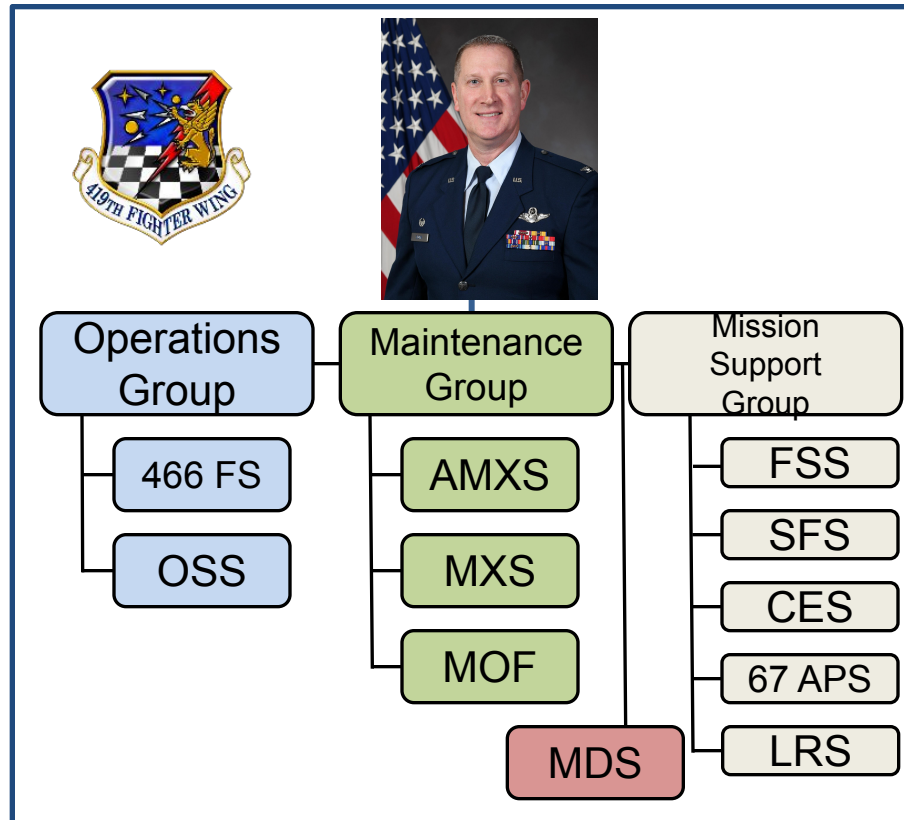 419TH FIGHTER WING
Operations
Group
Maintenance
Group
Mission
Support
Group
466 FS
OSS
AMXS
MXS
MOF
MDS
FSS
SFS
CES
67 APS
LRS